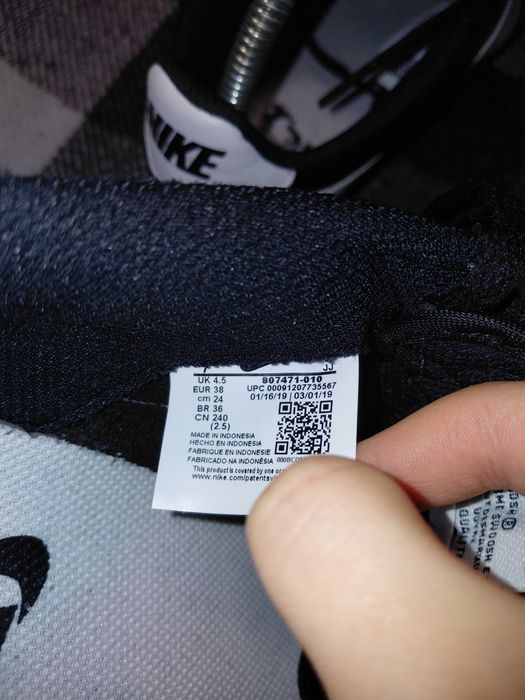 NIKE
JJ
UK 4.5
EUR 38
cm 24
BR 36
CN 240
(2.5)
807471-010
UPC 00091207735567
01/16/19 | 03/01/19
MADE IN INDONESIA
HECHO EN INDONESIA
FABRIQUE EN INDONESIE
FABRICADO NA INDONÉSIA
This product is covered by one or
www.nike.com/patents